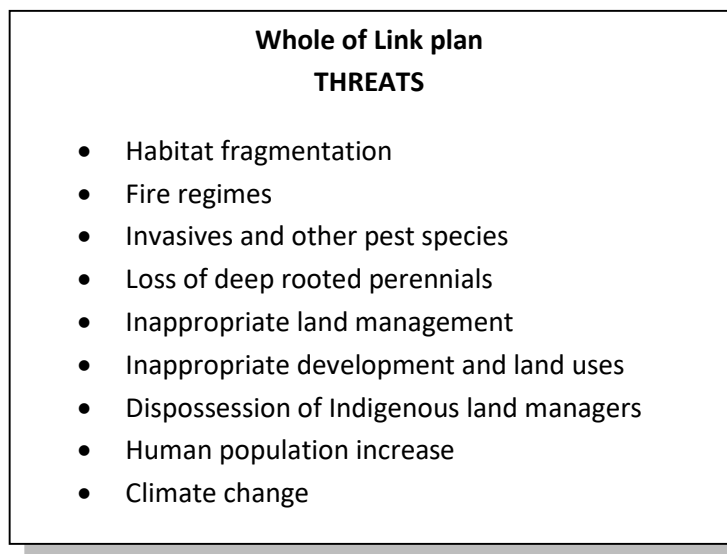 Whole of Link plan
THREATS
• Habitat fragmentation
• Fire regimes
• Invasives and other pest species
• Loss of deep rooted perennials
• Inappropriate land management
• Inappropriate development and land uses
• Dispossession of Indigenous land managers
• Human population increase
• Climate change